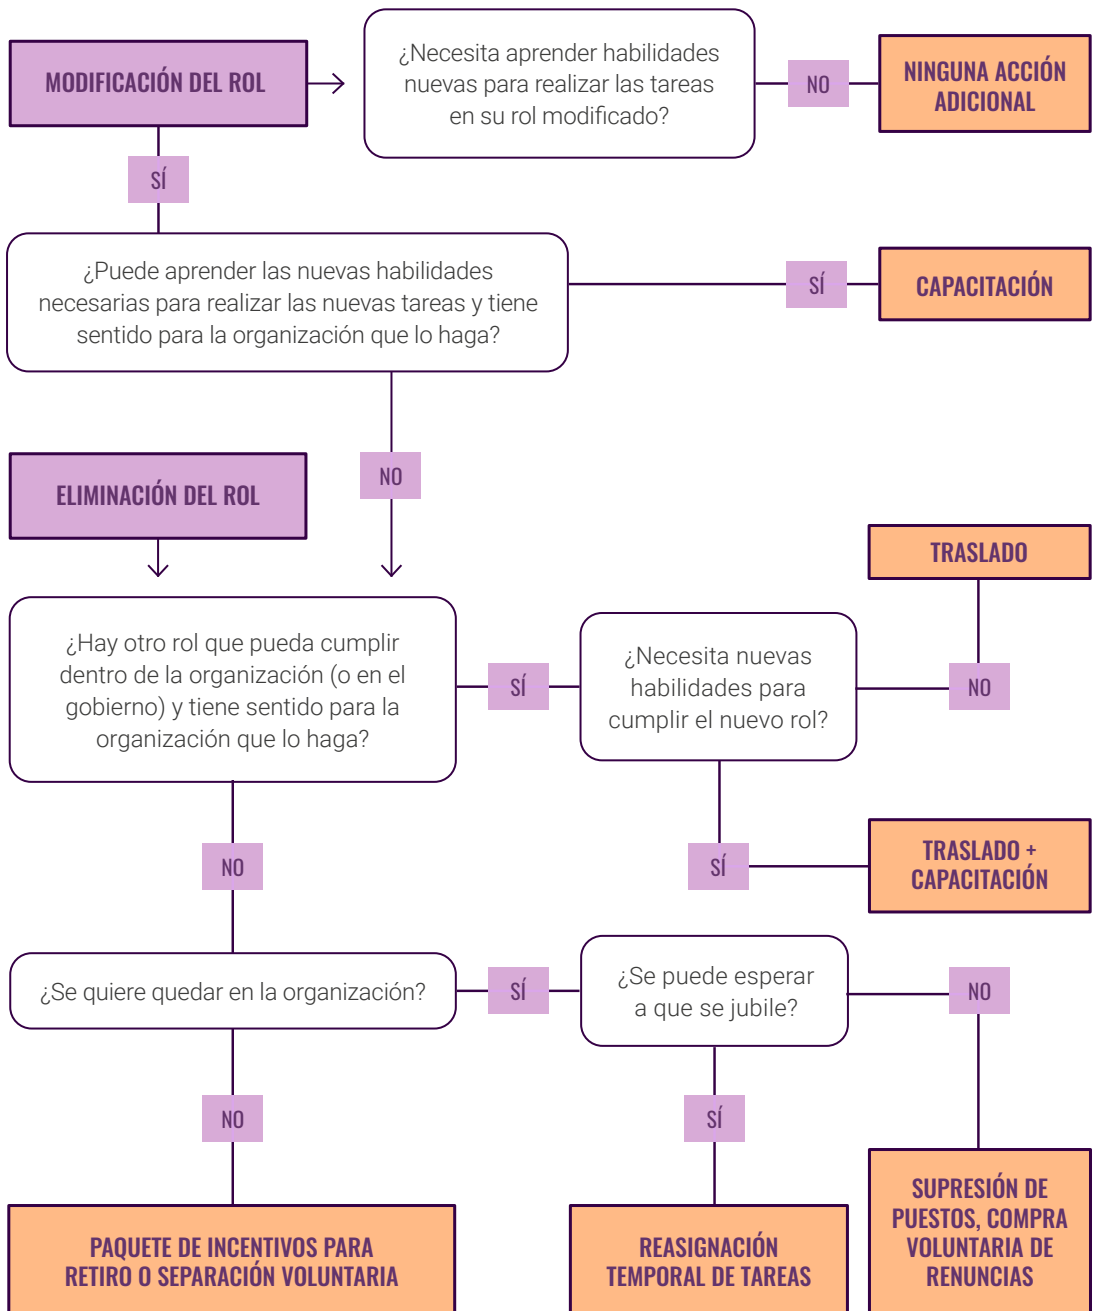 MODIFICACIÓN DEL ROL
¿Necesita aprender habilidades
nuevas para realizar las tareas
en su rol modificado?
NO
NINGUNA ACCIÓN
ADICIONAL
SÍ
¿Puede aprender las nuevas habilidades
necesarias para realizar las nuevas tareas y tiene
sentido para la organización que lo haga?
SÍ
CAPACITACIÓN
NO
ELIMINACIÓN DEL ROL
¿Hay otro rol que pueda cumplir
dentro de la organización (o en el
gobierno) y tiene sentido para la
organización que lo haga?
SÍ
¿Necesita nuevas
habilidades para
cumplir el nuevo rol?
TRASLADO
NO
NO
SÍ
TRASLADO +
CAPACITACIÓN
¿Se quiere quedar en la organización?
SÍ
¿Se puede esperar
a que se jubile?
NO
NO
SÍ
PAQUETE DE INCENTIVOS PARA
RETIRO O SEPARACIÓN VOLUNTARIA
REASIGNACIÓN
TEMPORAL DE TAREAS
SUPRESIÓN DE
PUESTOS, COMPRA
VOLUNTARIA DE
RENUNCIAS